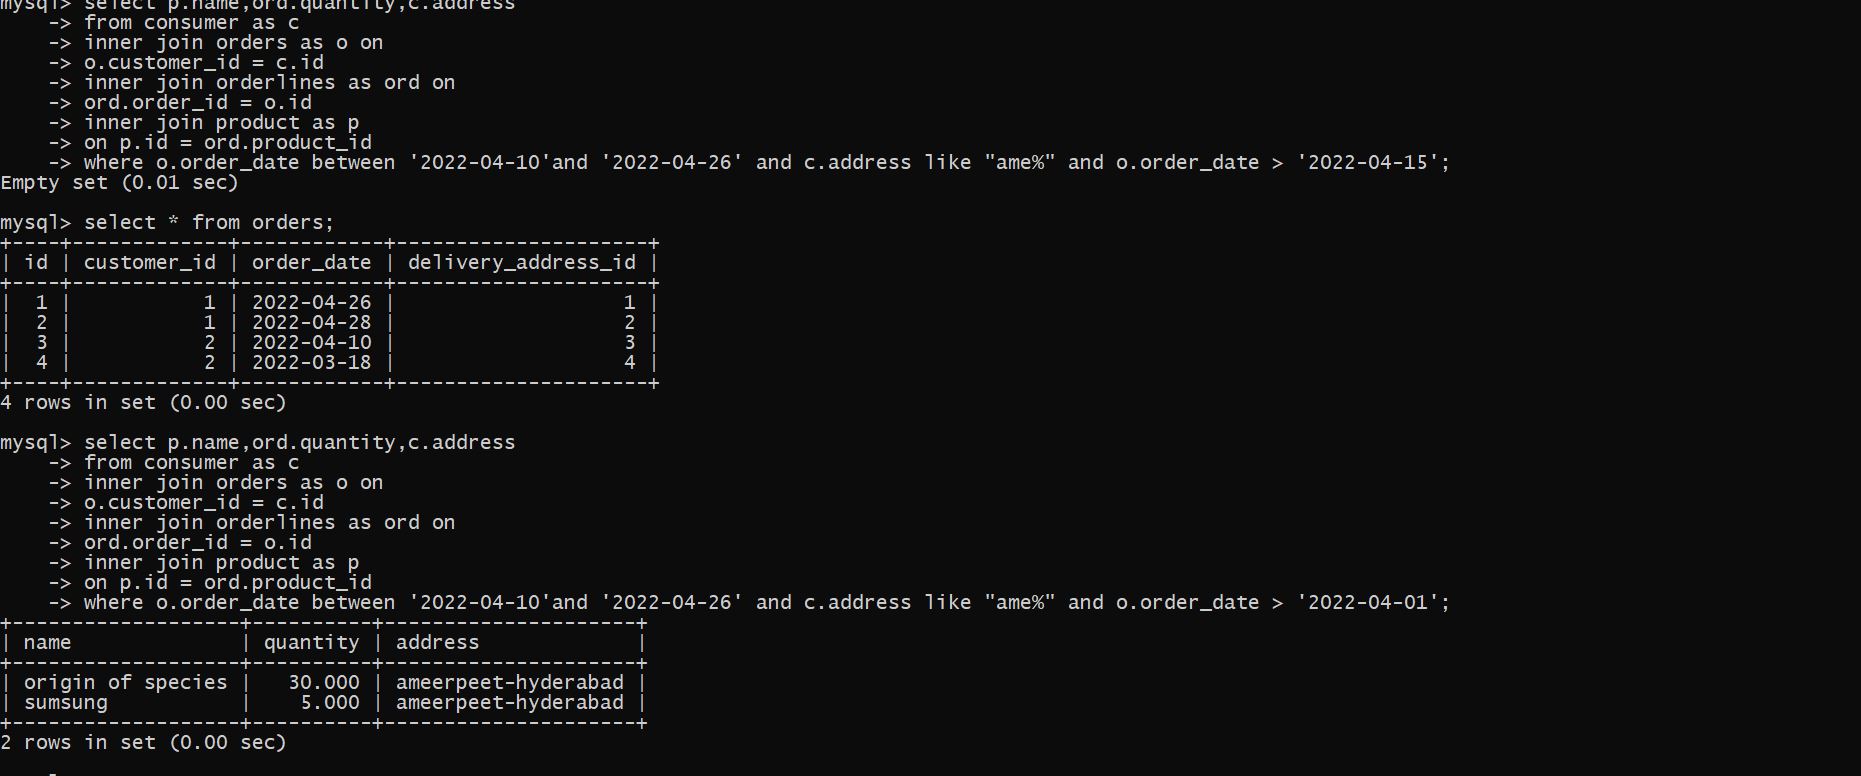 mysql> select p.name,ord.quantity,c.address
    -> from consumer as c
    -> inner join orders as o on
    -> o.customer_id = c.id
    -> inner join orderlines as ord on
    -> ord.order_id = o.id
    -> inner join product as p
    -> on p.id = ord.product_id
    -> where o.order_date between '2022-04-10'and '2022-04-26' and c.address like "ame%" and o.order_date > '2022-04-15';
Empty set (0.01 sec)

mysql> select * from orders;
+----+-------------+------------+---------------------+
| id | customer_id | order_date | delivery_address_id |
+----+-------------+------------+---------------------+
|  1 |           1 | 2022-04-26 |                   1 |
|  2 |           1 | 2022-04-28 |                   2 |
|  3 |           2 | 2022-04-10 |                   3 |
|  4 |           2 | 2022-03-18 |                   4 |
+----+-------------+------------+---------------------+
4 rows in set (0.00 sec)

mysql> select p.name,ord.quantity,c.address
    -> from consumer as c
    -> inner join orders as o on
    -> o.customer_id = c.id
    -> inner join orderlines as ord on
    -> ord.order_id = o.id
    -> inner join product as p
    -> on p.id = ord.product_id
    -> where o.order_date between '2022-04-10'and '2022-04-26' and c.address like "ame%" and o.order_date > '2022-04-01';
+-------------------+----------+---------------------+
| name              | quantity | address             |
+-------------------+----------+---------------------+
| origin of species |   30.000 | ameerpeet-hyderabad |
| sumsung           |    5.000 | ameerpeet-hyderabad |
+-------------------+----------+---------------------+
2 rows in set (0.00 sec)